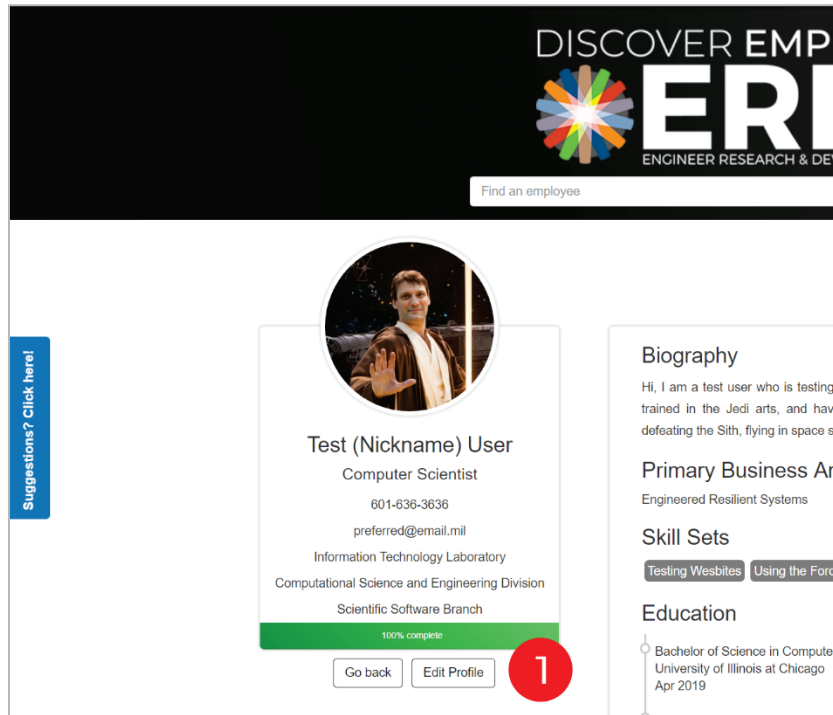 DISCOVER EMP
ER
ENGINEER RESEARCH & DE
Find an employee
Suggestions? Click here!
Test (Nickname) User
Computer Scientist
601-636-3636
preferred@email.mil
Information Technology Laboratory
Computational Science and Engineering Division
Scientific Software Branch
100% complete
Go back
Edit Profile
1
Biography
Hi, I am a test user who is testing
trained in the Jedi arts, and hav
defeating the Sith, flying in space s
Primary Business Ar
Engineered Resilient Systems
Skill Sets
Testing Wesbites
Using the Forc
Education
Bachelor of Science in Compute
University of Illinois at Chicago
Apr 2019